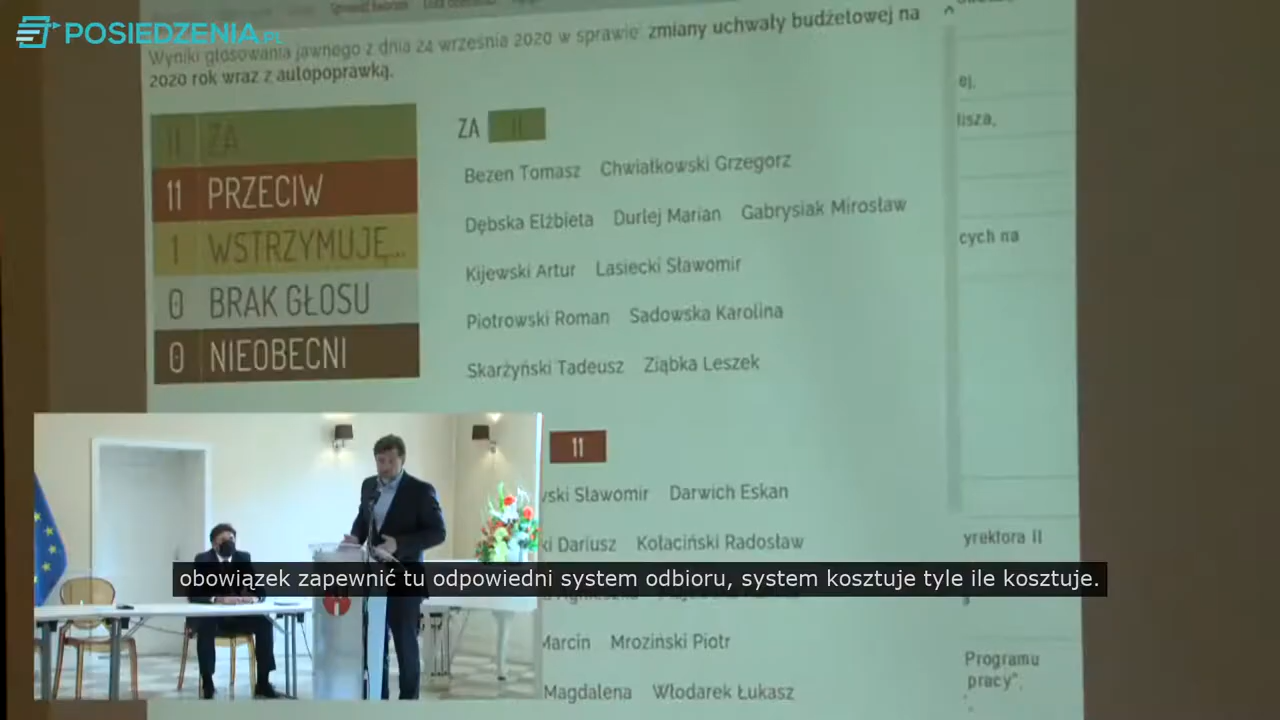 POSIEDZENIA.PL
Wyniki głosowania jawnego z dnia 24 września 2020 w sprawie: zmiany uchwały budżetowej na
2020 rok wraz z autopoprawką.
11 ZA
11 PRZECIW
1 WSTRZYMUJĘ...
0 BRAK GŁOSU
0 NIEOBECNI
ZA 11
Bezen Tomasz Chwiałkowski Grzegorz
Dębska Elżbieta Durlej Marian Gabrysiak Mirosław
Kijewski Artur Lasiecki Sławomir
Piotrowski Roman Sadowska Karolina
Skarżyński Tadeusz Ziąbka Leszek
11
Sławomir Darwich Eskan
Dariusz Kołaciński Radosław
Marcin Mroziński Piotr
Magdalena Włodarek Łukasz
ej,
lisza,
cych na
yrektora II
Programu
pracy",
obowiązek zapewnić tu odpowiedni system odbioru, system kosztuje tyle ile kosztuje.